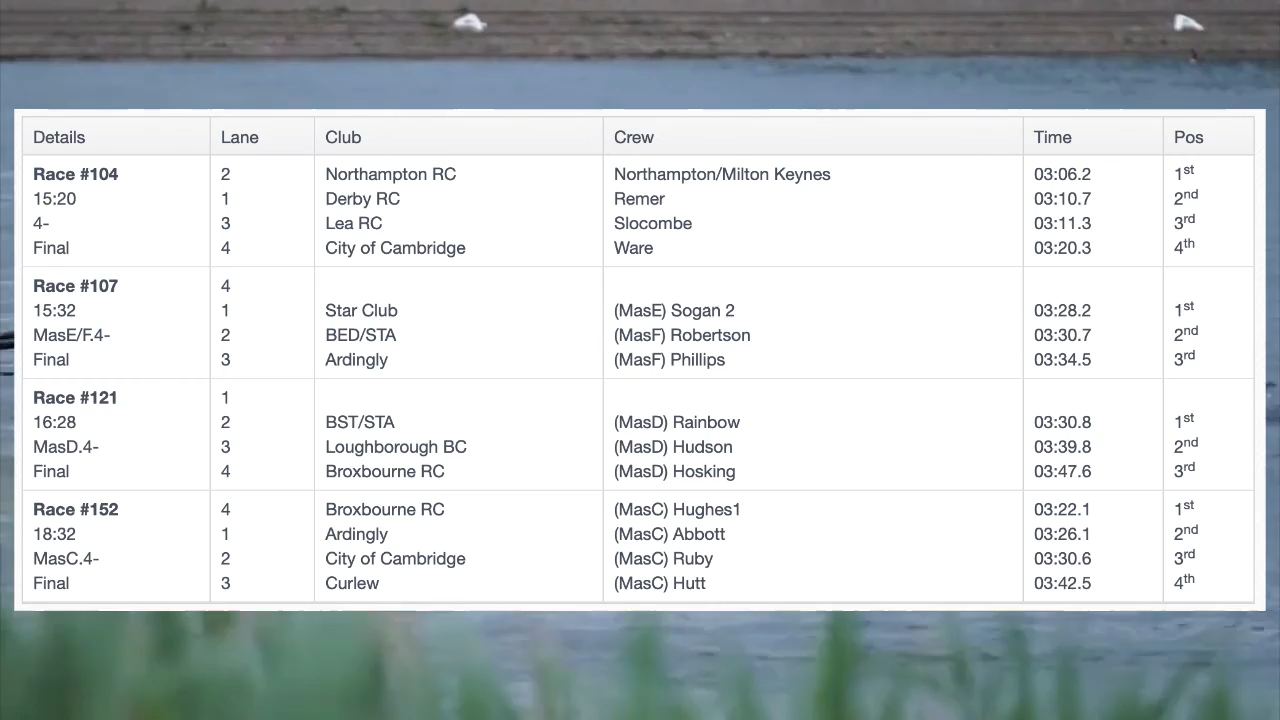 Details Lane Club Crew Time Pos
Race #104 2 Northampton RC Northampton/Milton Keynes 03:06.2 1st
15:20 1 Derby RC Remer 03:10.7 2nd
4- 3 Lea RC Slocombe 03:11.3 3rd
Final 4 City of Cambridge Ware 03:20.3 4th
Race #107 4
15:32 1 Star Club (MasE) Sogan 2 03:28.2 1st
MasE/F.4- 2 BED/STA (MasF) Robertson 03:30.7 2nd
Final 3 Ardingly (MasF) Phillips 03:34.5 3rd
Race #121 1
16:28 2 BST/STA (MasD) Rainbow 03:30.8 1st
MasD.4- 3 Loughborough BC (MasD) Hudson 03:39.8 2nd
Final 4 Broxbourne RC (MasD) Hosking 03:47.6 3rd
Race #152 4 Broxbourne RC (MasC) Hughes1 03:22.1 1st
18:32 1 Ardingly (MasC) Abbott 03:26.1 2nd
MasC.4- 2 City of Cambridge (MasC) Ruby 03:30.6 3rd
Final 3 Curlew (MasC) Hutt 03:42.5 4th